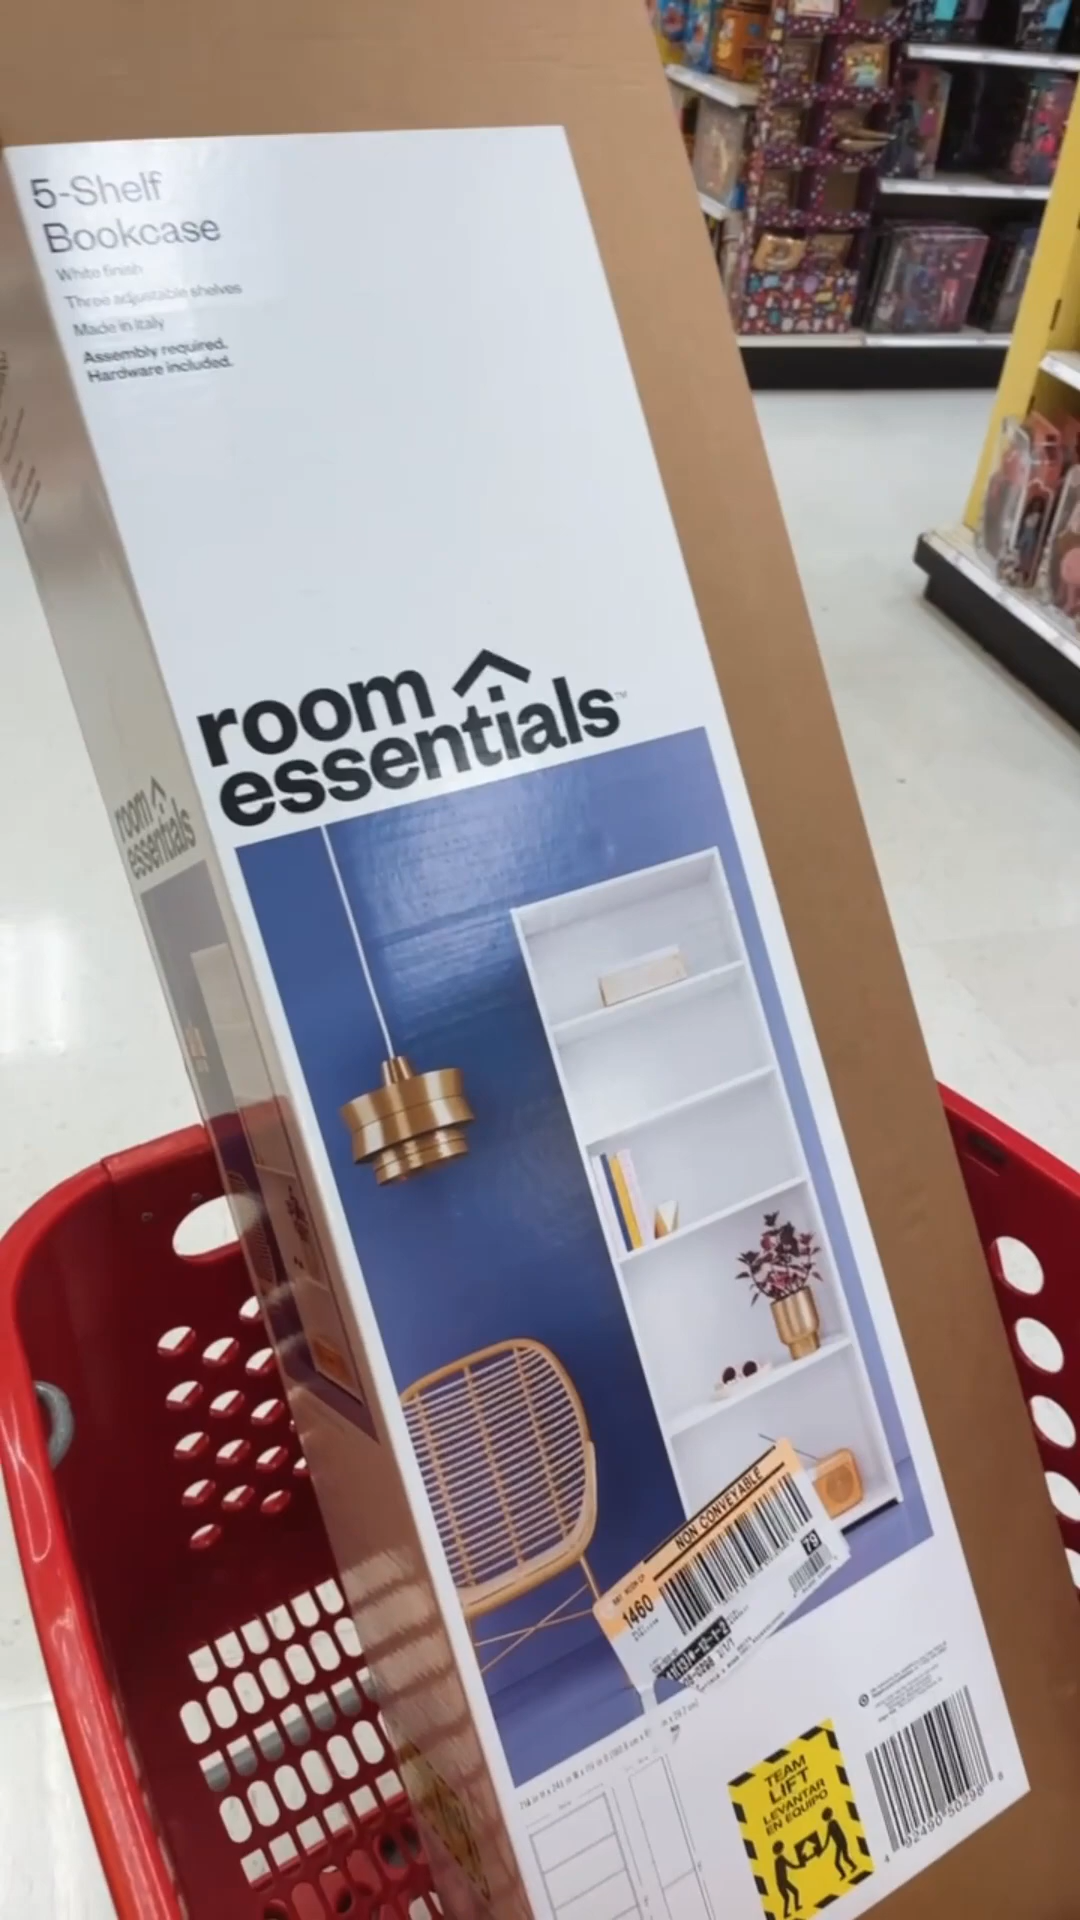 5-Shelf
Bookcase
White finish
Three adjustable shelves
Made in Italy
Assembly required.
Hardware included.
room
essentials™
room
essentials
NON CONVEYABLE
1460
79
TEAM
LIFT
LEVANTAR
EN EQUIPO